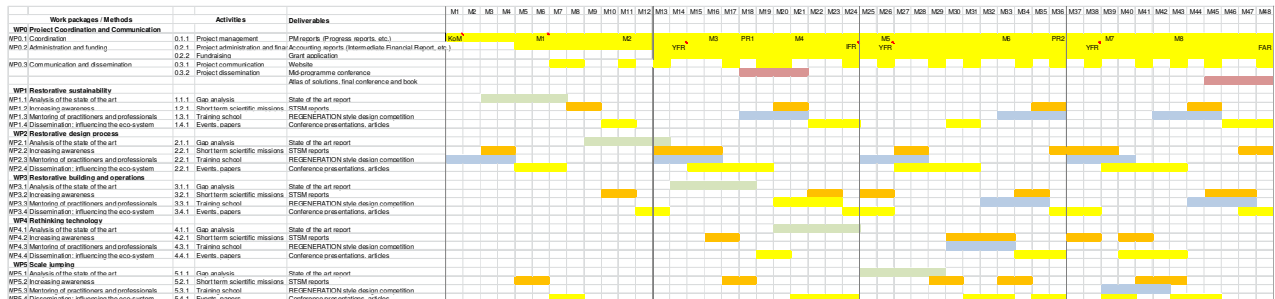 Work packages / Methods Activities Deliverables M1 M2 M3 M4 M5 M6 M7 M8 M9 M10 M11 M12 M13 M14 M15 M16 M17 M18 M19 M20 M21 M22 M23 M24 M25 M26 M27 M28 M29 M30 M31 M32 M33 M34 M35 M36 M37 M38 M39 M40 M41 M42 M43 M44 M45 M46 M47 M48
WP0 Project Coordination and Communication
WP0.1 Coordination 0.1.1 Project management PM reports (Progress reports, etc.) KoM M1 M2 M3 PR1 M4 M5 M6 PR2 M7 M8
WP0.2 Administration and funding 0.2.1 Project administration and finan Accounting reports (Intermediate Financial Report, etc.) YFR IFR YFR YFR FAR
0.2.2 Fundraising Grant application
WP0.3 Communication and dissemination 0.3.1 Project communication Website
0.3.2 Project dissemination Mid-programme conference
Atlas of solutions, final conference and book
WP1 Restorative sustainability
WP1.1 Analysis of the state of the art 1.1.1 Gap analysis State of the art report
WP1.2 Increasing awareness 1.2.1 Short term scientific missions STSM reports
WP1.3 Mentoring of practitioners and professionals 1.3.1 Training school REGENERATION style design competition
WP1.4 Dissemination; influencing the eco-system 1.4.1 Events, papers Conference presentations, articles
WP2 Restorative design process
WP2.1 Analysis of the state of the art 2.1.1 Gap analysis State of the art report
WP2.2 Increasing awareness 2.2.1 Short term scientific missions STSM reports
WP2.3 Mentoring of practitioners and professionals 2.2.1 Training school REGENERATION style design competition
WP2.4 Dissemination; influencing the eco-system 2.2.1 Events, papers Conference presentations, articles
WP3 Restorative building and operations
WP3.1 Analysis of the state of the art 3.1.1 Gap analysis State of the art report
WP3.2 Increasing awareness 3.2.1 Short term scientific missions STSM reports
WP3.3 Mentoring of practitioners and professionals 3.3.1 Training school REGENERATION style design competition
WP3.4 Dissemination; influencing the eco-system 3.4.1 Events, papers Conference presentations, articles
WP4 Rethinking technology
WP4.1 Analysis of the state of the art 4.1.1 Gap analysis State of the art report
WP4.2 Increasing awareness 4.2.1 Short term scientific missions STSM reports
WP4.3 Mentoring of practitioners and professionals 4.3.1 Training school REGENERATION style design competition
WP4.4 Dissemination; influencing the eco-system 4.4.1 Events, papers Conference presentations, articles
WP5 Scale jumping
WP5.1 Analysis of the state of the art 5.1.1 Gap analysis State of the art report
WP5.2 Increasing awareness 5.2.1 Short term scientific missions STSM reports
WP5.3 Mentoring of practitioners and professionals 5.3.1 Training school REGENERATION style design competition
WP5.4 Dissemination; influencing the eco-system 5.4.1 Events, papers Conference presentations, articles